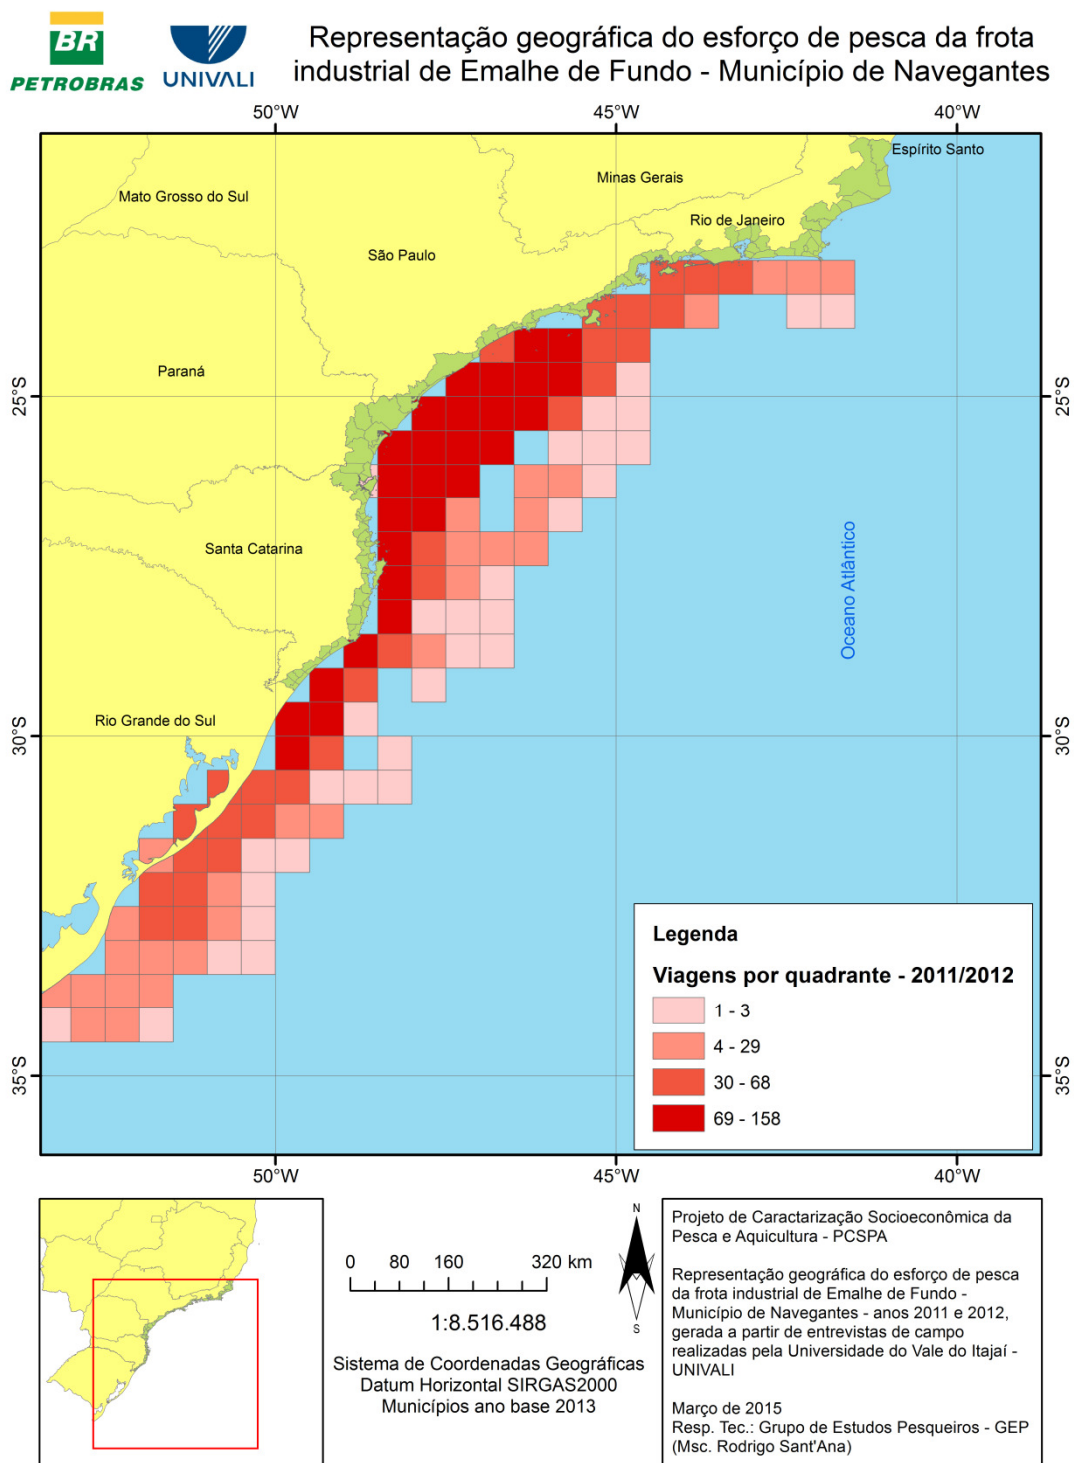 BR
PETROBRAS
UNIVALI
Representação geográfica do esforço de pesca da frota
industrial de Emalhe de Fundo - Município de Navegantes
50°W
45°W
40°W
Espírito Santo
Minas Gerais
Mato Grosso do Sul
Rio de Janeiro
São Paulo
Paraná
25°S
25°S
Santa Catarina
Oceano Atlântico
Rio Grande do Sul
30°S
30°S
Legenda
Viagens por quadrante - 2011/2012
1 - 3
4 - 29
30 - 68
69 - 158
35°S
35°S
50°W
45°W
40°W
0 80 160 320 km
1:8.516.488
Sistema de Coordenadas Geográficas
Datum Horizontal SIRGAS2000
Municípios ano base 2013
N
S
Projeto de Caractarização Socioeconômica da
Pesca e Aquicultura - PCSPA
Representação geográfica do esforço de pesca
da frota industrial de Emalhe de Fundo -
Município de Navegantes - anos 2011 e 2012,
gerada a partir de entrevistas de campo
realizadas pela Universidade do Vale do Itajaí -
UNIVALI
Março de 2015
Resp. Tec.: Grupo de Estudos Pesqueiros - GEP
(Msc. Rodrigo Sant'Ana)